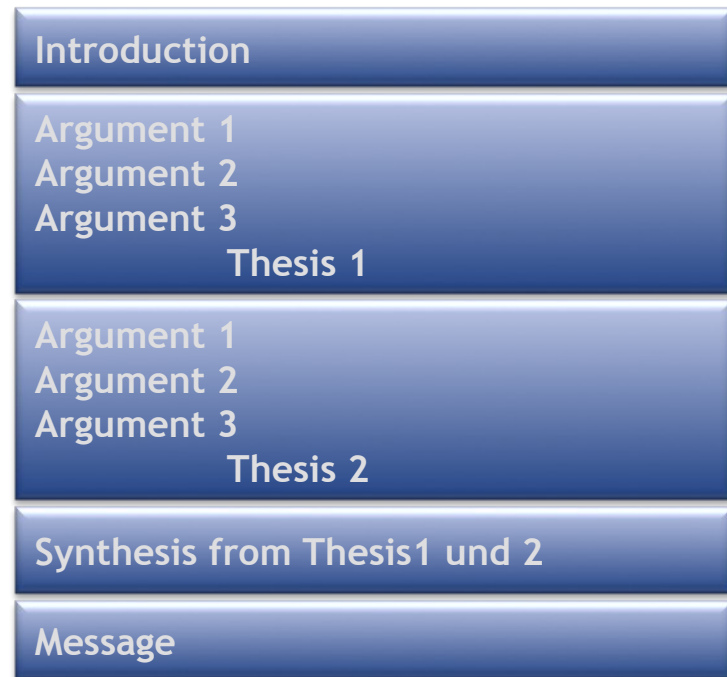 Introduction
Argument 1
Argument 2
Argument 3
Thesis 1
Argument 1
Argument 2
Argument 3
Thesis 2
Synthesis from Thesis1 und 2
Message